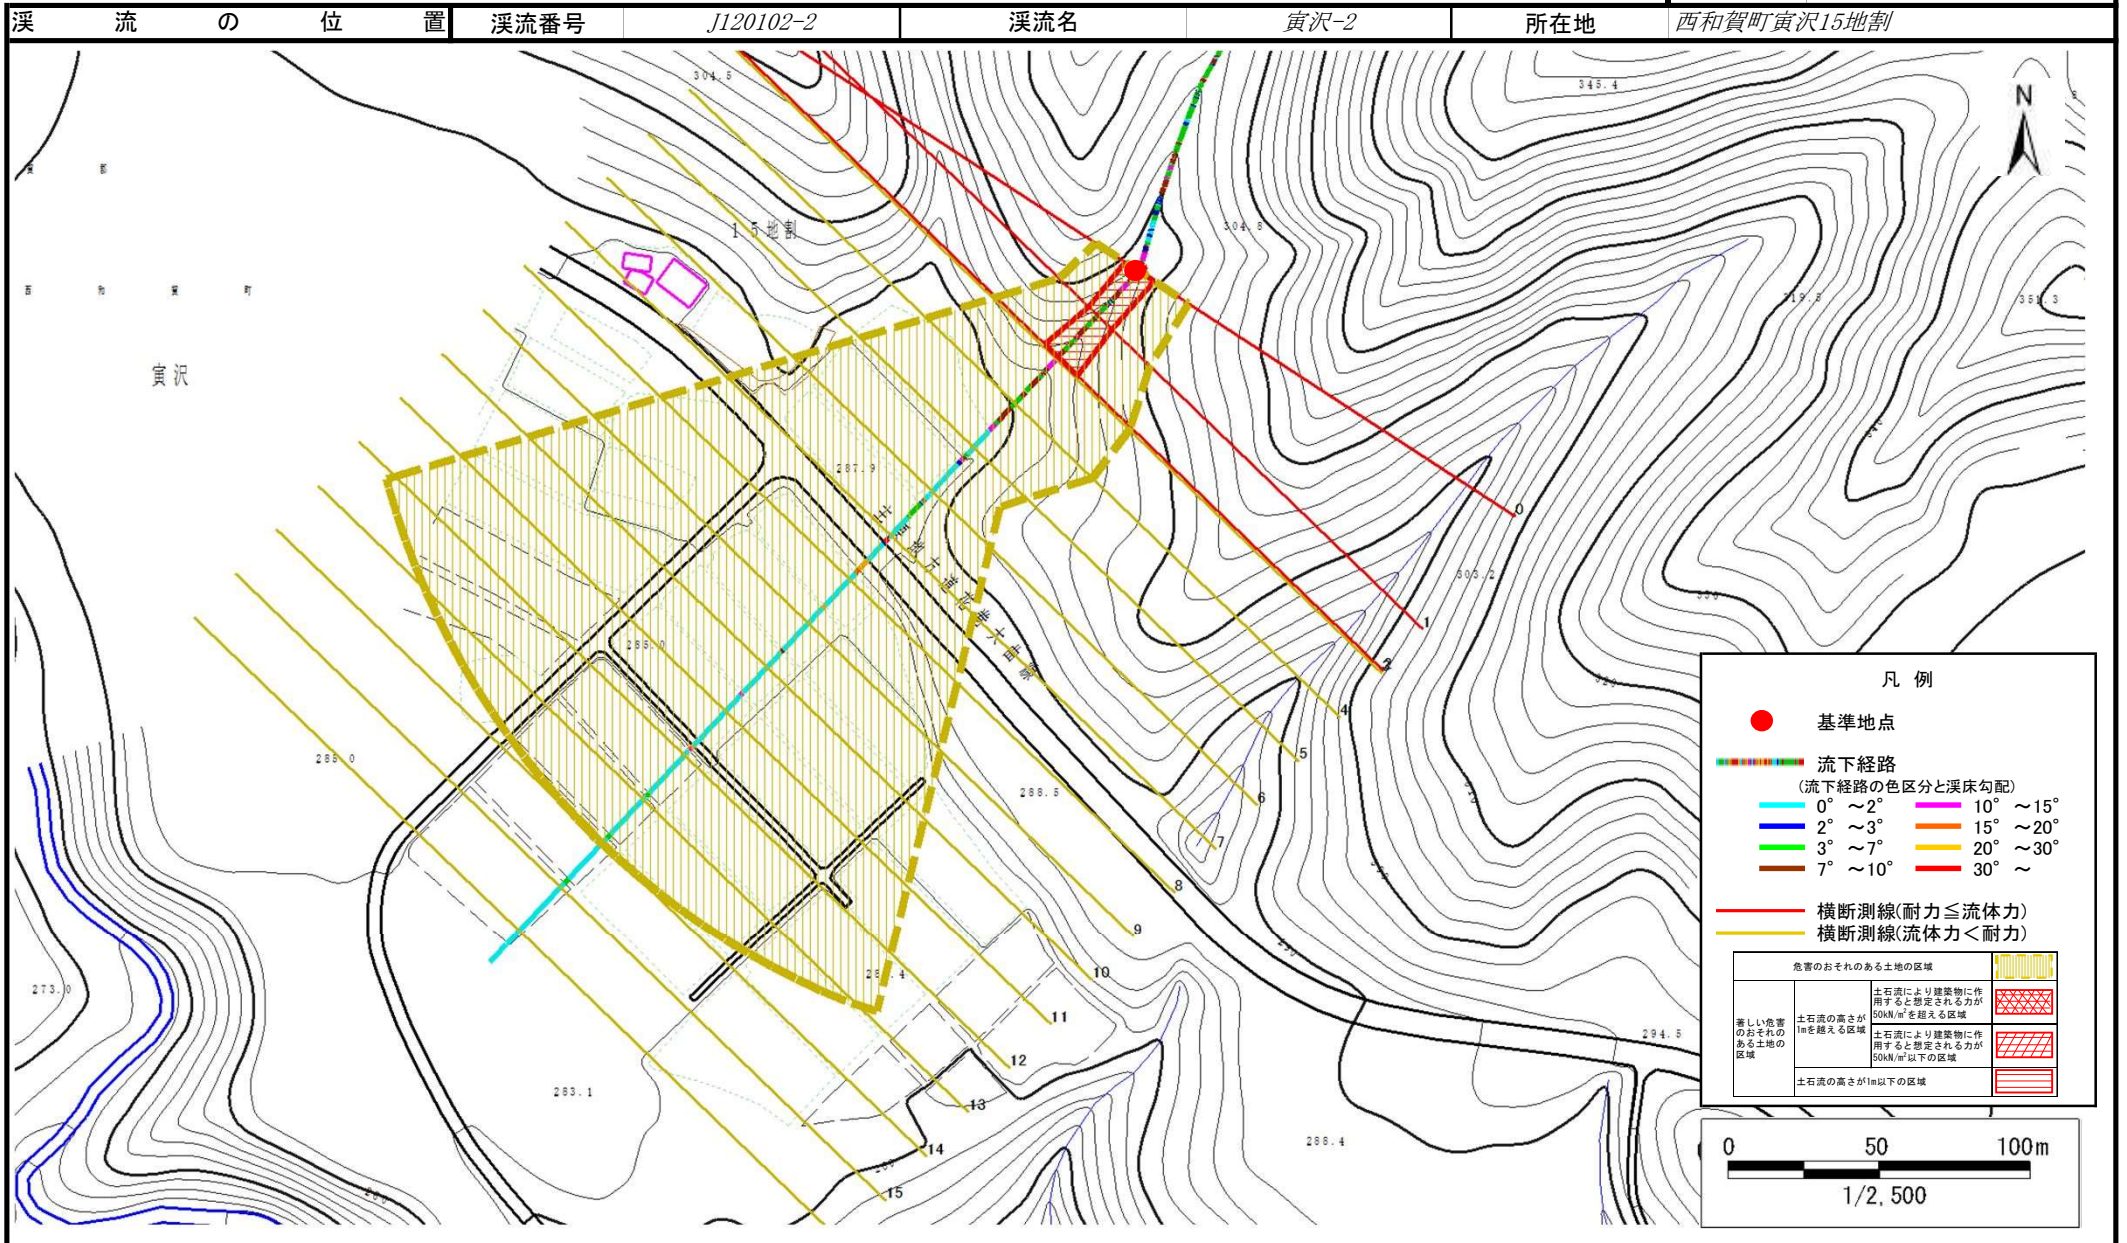 渓流の位置 渓流番号 J120102-2 渓流名 寅沢-2 所在地 西和賀町寅沢15地割
304.5
345.4
N
賀 郡
15地割
304.8
西 和 賀 町
319.5
351.3
寅沢
287.9
0
303.2
1
285.0
2
4
5
285.0
288.5
6
7
8
9
10
273.0
11
294.5
12
283.1
13
288.4
14
15
凡 例
基準地点
流下経路
(流下経路の色区分と渓床勾配)
0° ～2° 10° ～15°
2° ～3° 15° ～20°
3° ～7° 20° ～30°
7° ～10° 30° ～
横断測線(耐力≦流体力)
横断測線(流体力＜耐力)
危害のおそれのある土地の区域
著しい危害
のおそれの
ある土地の
区域
土石流の高さが
1mを越える区域
土石流により建築物に作
用すると想定される力が
50kN/m²を超える区域
土石流により建築物に作
用すると想定される力が
50kN/m²以下の区域
土石流の高さが1m以下の区域
0 50 100m
1/2,500